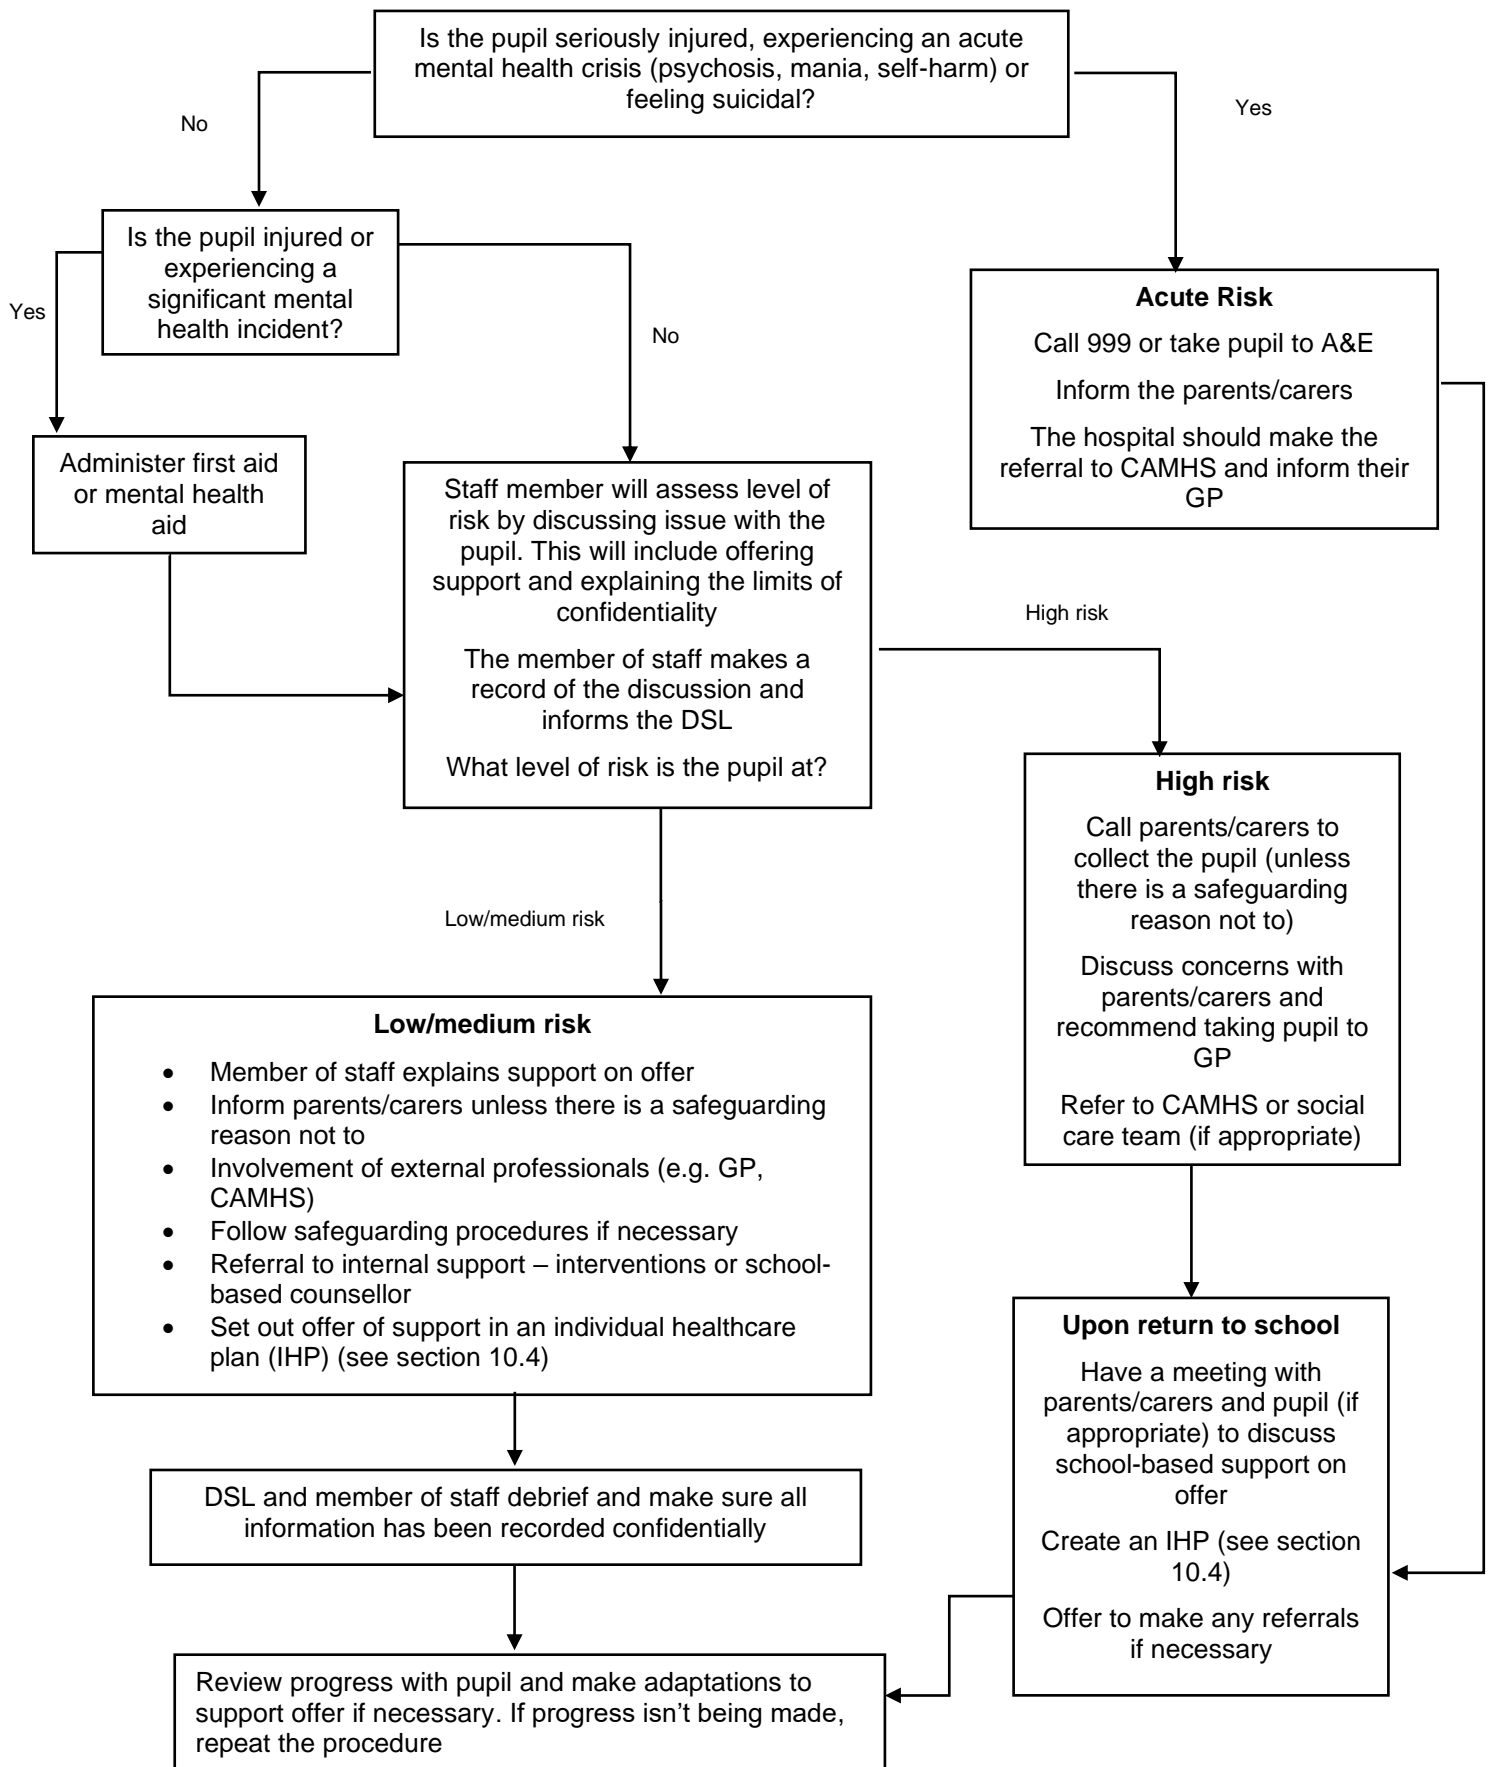 Is the pupil seriously injured, experiencing an acute
mental health crisis (psychosis, mania, self-harm) or
feeling suicidal?
No
Yes
Is the pupil injured or
experiencing a
significant mental
health incident?
Yes
No
Acute Risk
Call 999 or take pupil to A&E
Inform the parents/carers
The hospital should make the
referral to CAMHS and inform their
GP
Administer first aid
or mental health
aid
Staff member will assess level of
risk by discussing issue with the
pupil. This will include offering
support and explaining the limits of
confidentiality
The member of staff makes a
record of the discussion and
informs the DSL
What level of risk is the pupil at?
High risk
High risk
Call parents/carers to
collect the pupil (unless
there is a safeguarding
reason not to)
Discuss concerns with
parents/carers and
recommend taking pupil to
GP
Refer to CAMHS or social
care team (if appropriate)
Low/medium risk
Low/medium risk
• Member of staff explains support on offer
• Inform parents/carers unless there is a safeguarding
reason not to
• Involvement of external professionals (e.g. GP,
CAMHS)
• Follow safeguarding procedures if necessary
• Referral to internal support – interventions or school-
based counsellor
• Set out offer of support in an individual healthcare
plan (IHP) (see section 10.4)
Upon return to school
Have a meeting with
parents/carers and pupil (if
appropriate) to discuss
school-based support on
offer
Create an IHP (see section
10.4)
Offer to make any referrals
if necessary
DSL and member of staff debrief and make sure all
information has been recorded confidentially
Review progress with pupil and make adaptations to
support offer if necessary. If progress isn’t being made,
repeat the procedure